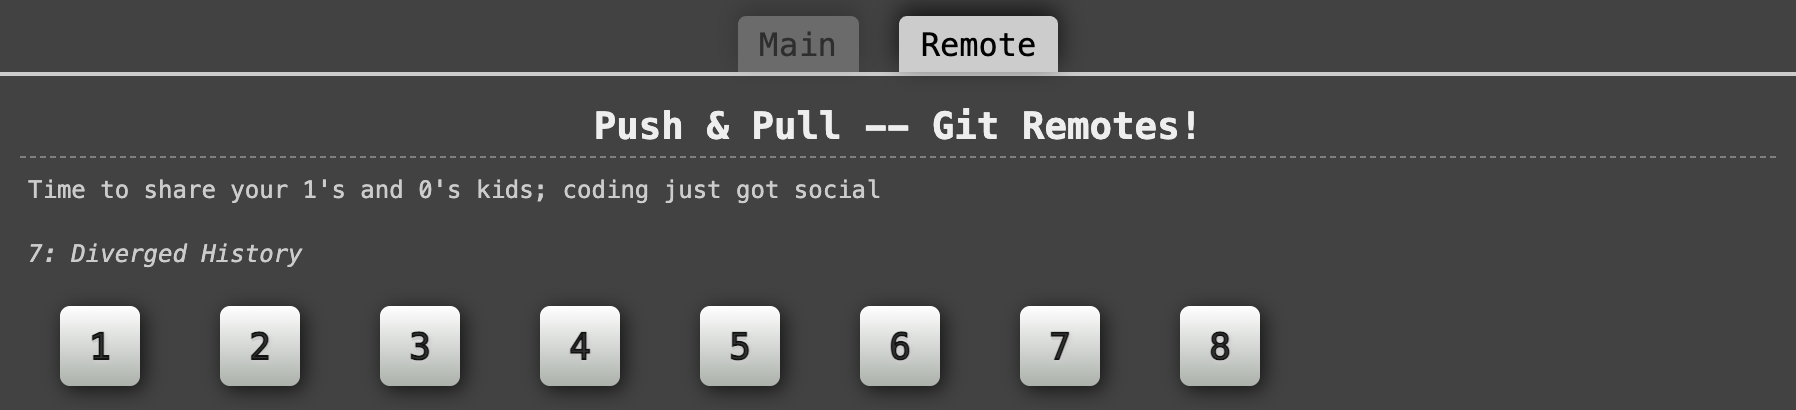 Main Remote
Push & Pull -- Git Remotes!
Time to share your 1's and 0's kids; coding just got social
7: Diverged History
1 2 3 4 5 6 7 8